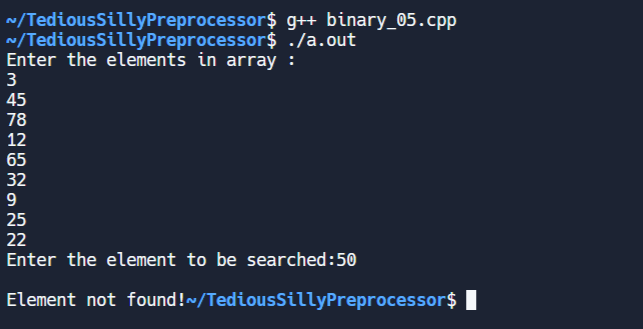 ~/TediousSillyPreprocessor$ g++ binary_05.cpp
~/TediousSillyPreprocessor$ ./a.out
Enter the elements in array :
3
45
78
12
65
32
9
25
22
Enter the element to be searched:50
Element not found!~/TediousSillyPreprocessor$